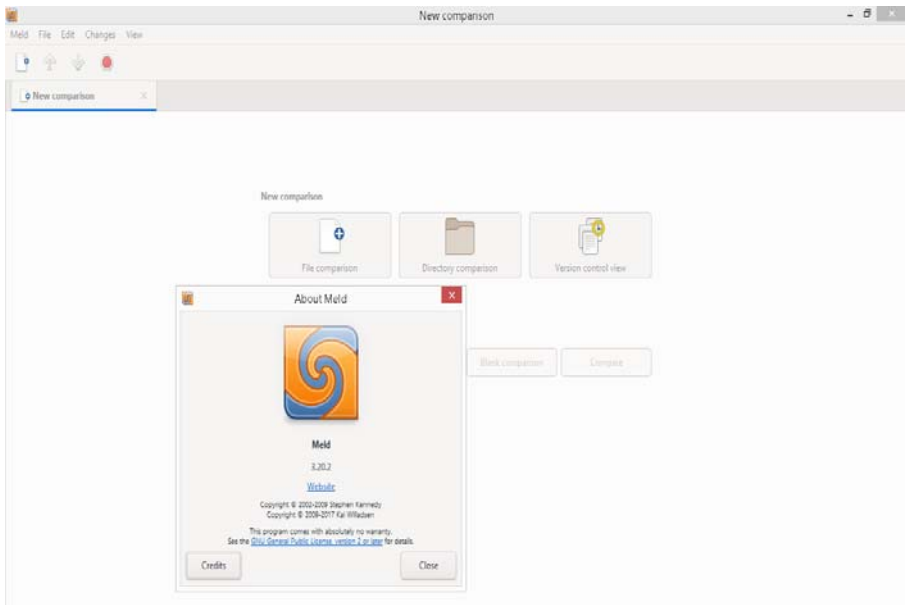 New comparison
Meld File Edit Changes View
New comparison
New comparison
File comparison Directory comparison Version control view
About Meld
Blank comparison Compare
Meld
3.20.2
Website
Copyright © 2002-2009 Stephen Kennedy
Copyright © 2009-2017 Kai Willadsen
This program comes with absolutely no warranty.
See the GNU General Public License, version 2 or later for details.
Credits Close